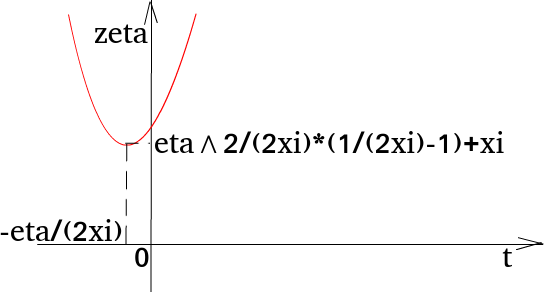 zeta
eta ∧ 2/(2xi)*(1/(2xi)-1)+xi
-eta/(2xi)
0
t